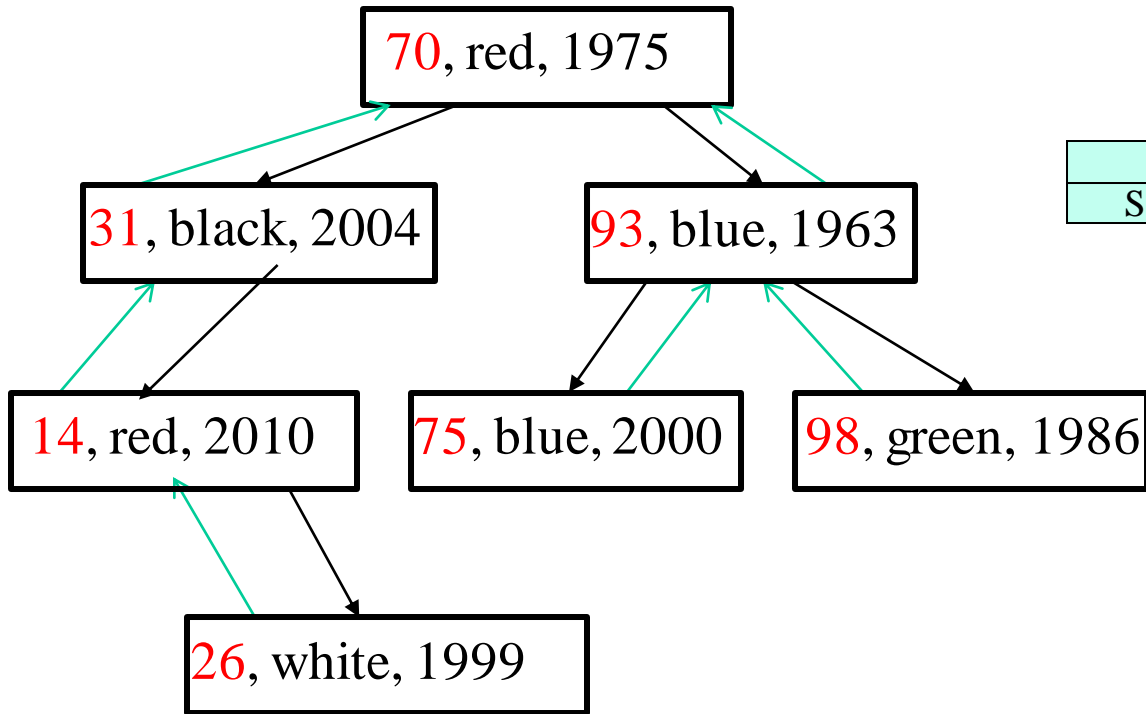 70, red, 1975
31, black, 2004
93, blue, 1963
S
14, red, 2010
75, blue, 2000
98, green, 1986
26, white, 1999